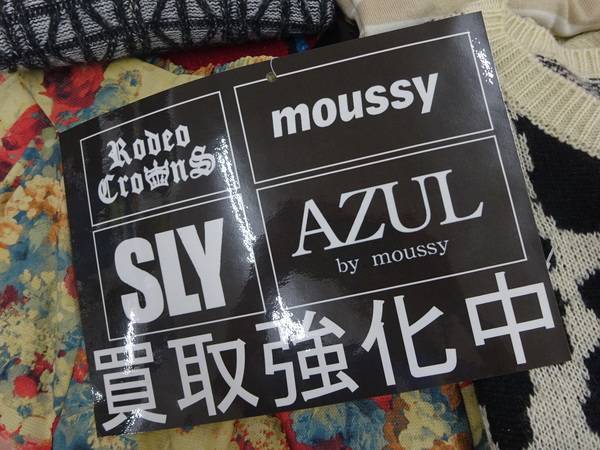 Rodeo
CrownS
moussy
SLY
AZUL
by moussy
買取強化中